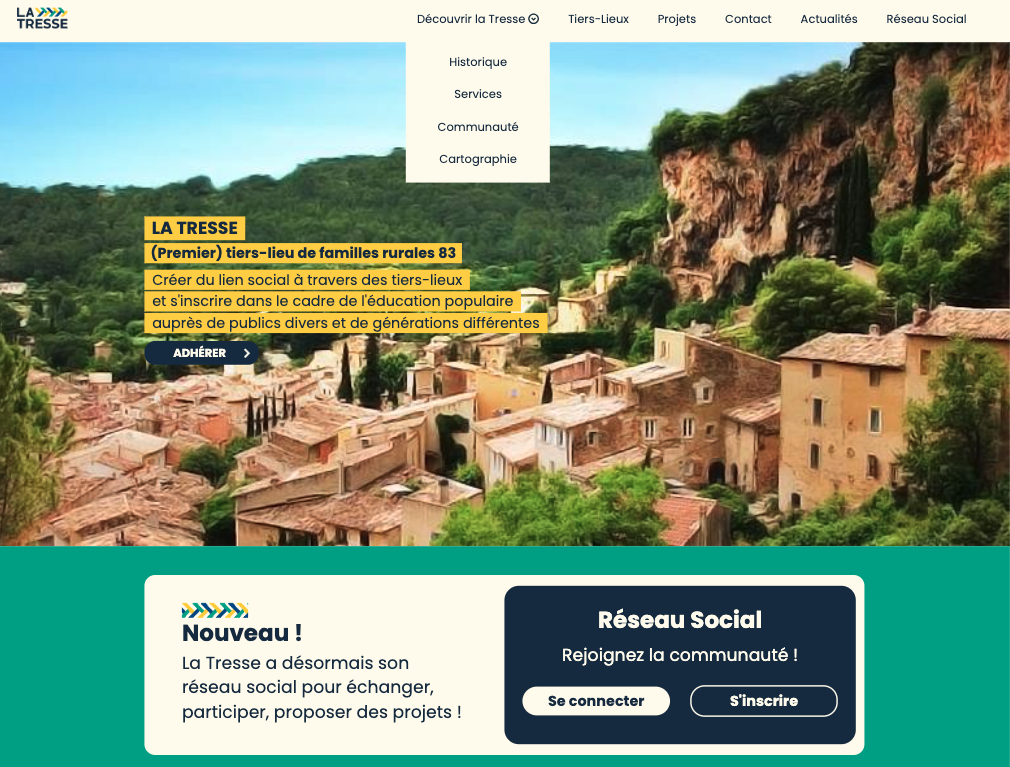 LA
TRESSE
Découvrir la Tresse
Tiers-Lieux
Projets
Contact
Actualités
Réseau Social
Historique
Services
Communauté
Cartographie
LA TRESSE
(Premier) tiers-lieu de familles rurales 83
Créer du lien social à travers des tiers-lieux
et s'inscrire dans le cadre de l'éducation populaire
auprès de publics divers et de générations différentes
ADHÉRER
Nouveau !
La Tresse a désormais son
réseau social pour échanger,
participer, proposer des projets !
Réseau Social
Rejoignez la communauté !
Se connecter
S'inscrire